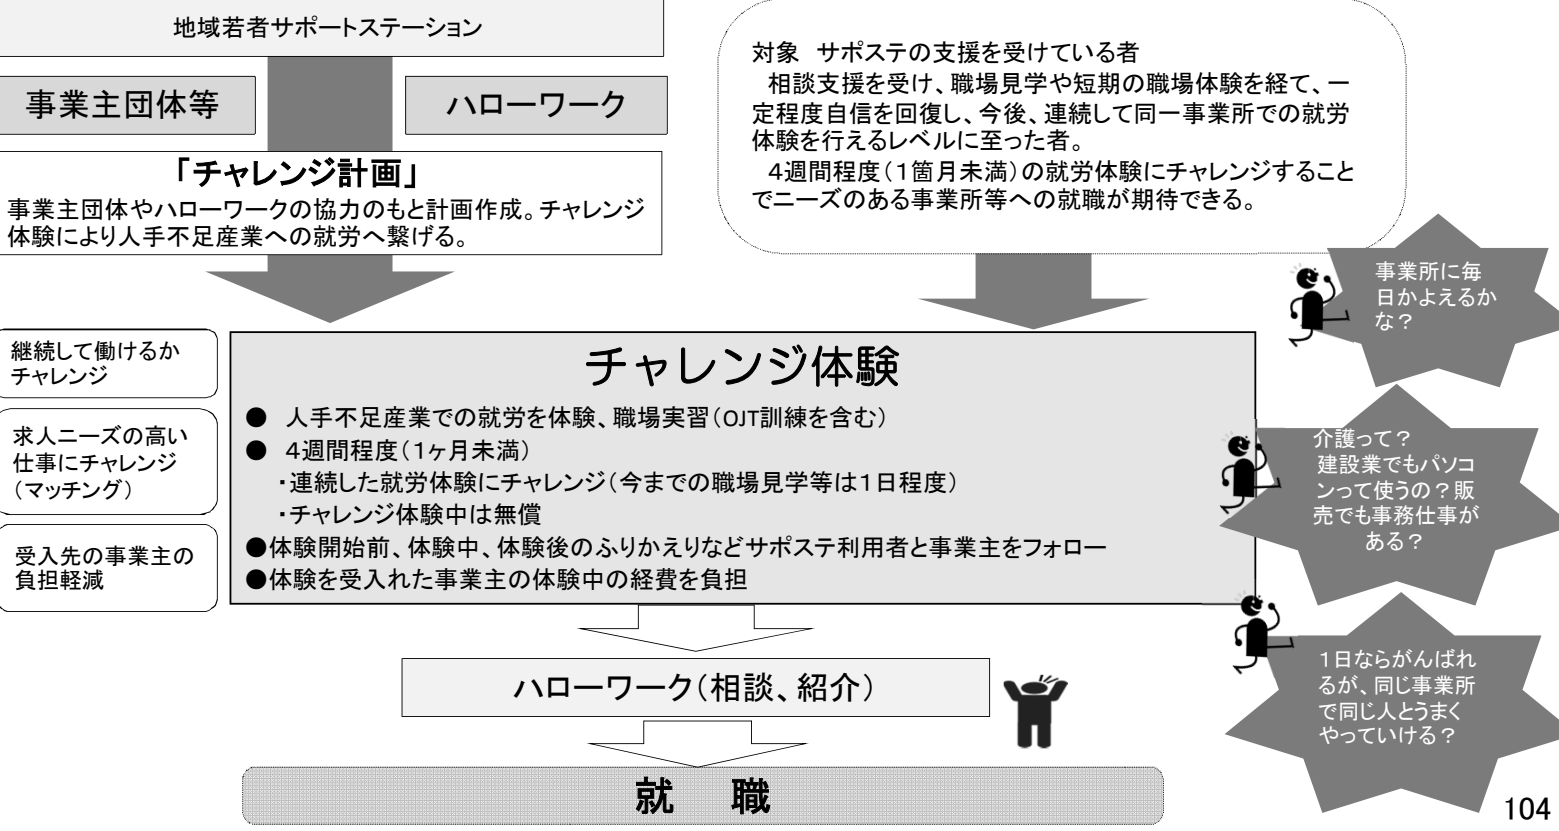 地域若者サポートステーション
事業主団体等
ハローワーク
「チャレンジ計画」
事業主団体やハローワークの協力のもと計画作成。チャレンジ
体験により人手不足産業への就労へ繋げる。
対象 サポステの支援を受けている者
相談支援を受け、職場見学や短期の職場体験を経て、一
定程度自信を回復し、今後、連続して同一事業所での就労
体験を行えるレベルに至った者。
４週間程度（１箇月未満）の就労体験にチャレンジすること
でニーズのある事業所等への就職が期待できる。
事業所に毎
日かよえるか
な？
継続して働けるか
チャレンジ
求人ニーズの高い
仕事にチャレンジ
（マッチング）
受入先の事業主の
負担軽減
チャレンジ体験
● 人手不足産業での就労を体験、職場実習（OJT訓練を含む）
● ４週間程度（１ヶ月未満）
・連続した就労体験にチャレンジ（今までの職場見学等は１日程度）
・チャレンジ体験中は無償
●体験開始前、体験中、体験後のふりかえりなどサポステ利用者と事業主をフォロー
●体験を受入れた事業主の体験中の経費を負担
介護って？
建設業でもパソコ
ンって使うの？販
売でも事務仕事が
ある？
１日ならがんばれ
るが、同じ事業所
で同じ人とうまく
やっていける？
ハローワーク（相談、紹介）
就 職
104